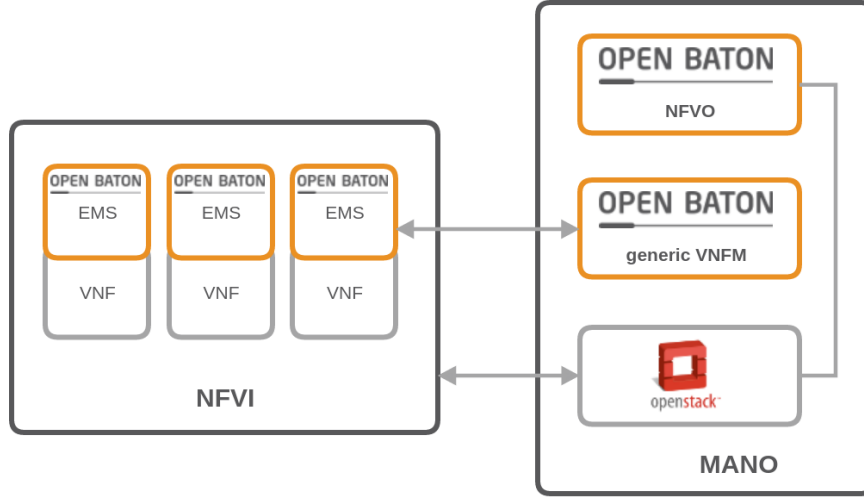 OPEN BATON
EMS
VNF
OPEN BATON
EMS
VNF
OPEN BATON
EMS
VNF
NFVI
OPEN BATON
NFVO
OPEN BATON
generic VNFM
openstack
MANO